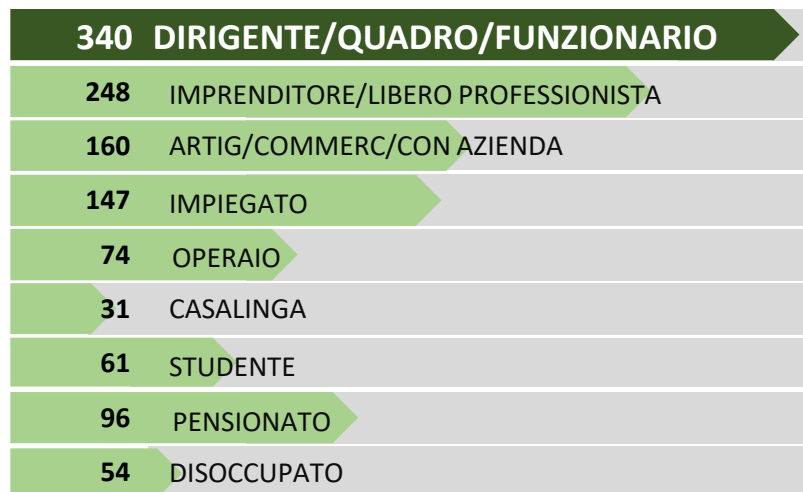 340 DIRIGENTE/QUADRO/FUNZIONARIO
248 IMPRENDITORE/LIBERO PROFESSIONISTA
160 ARTIG/COMMERC/CON AZIENDA
147 IMPIEGATO
74 OPERAIO
31 CASALINGA
61 STUDENTE
96 PENSIONATO
54 DISOCCUPATO